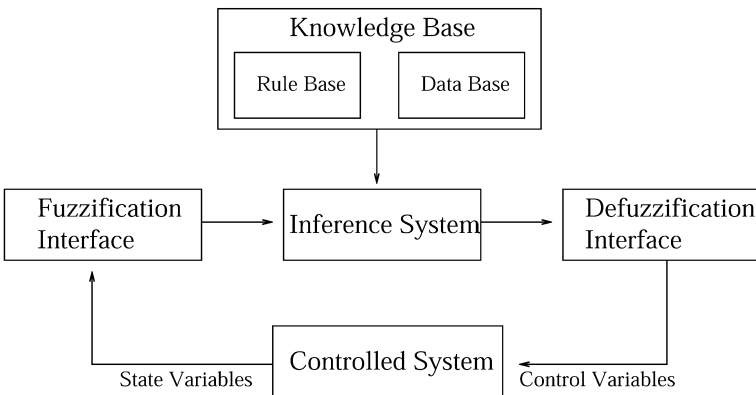 Knowledge Base
Rule Base
Data Base
Fuzzification
Interface
Inference System
Defuzzification
Interface
Controlled System
State Variables
Control Variables